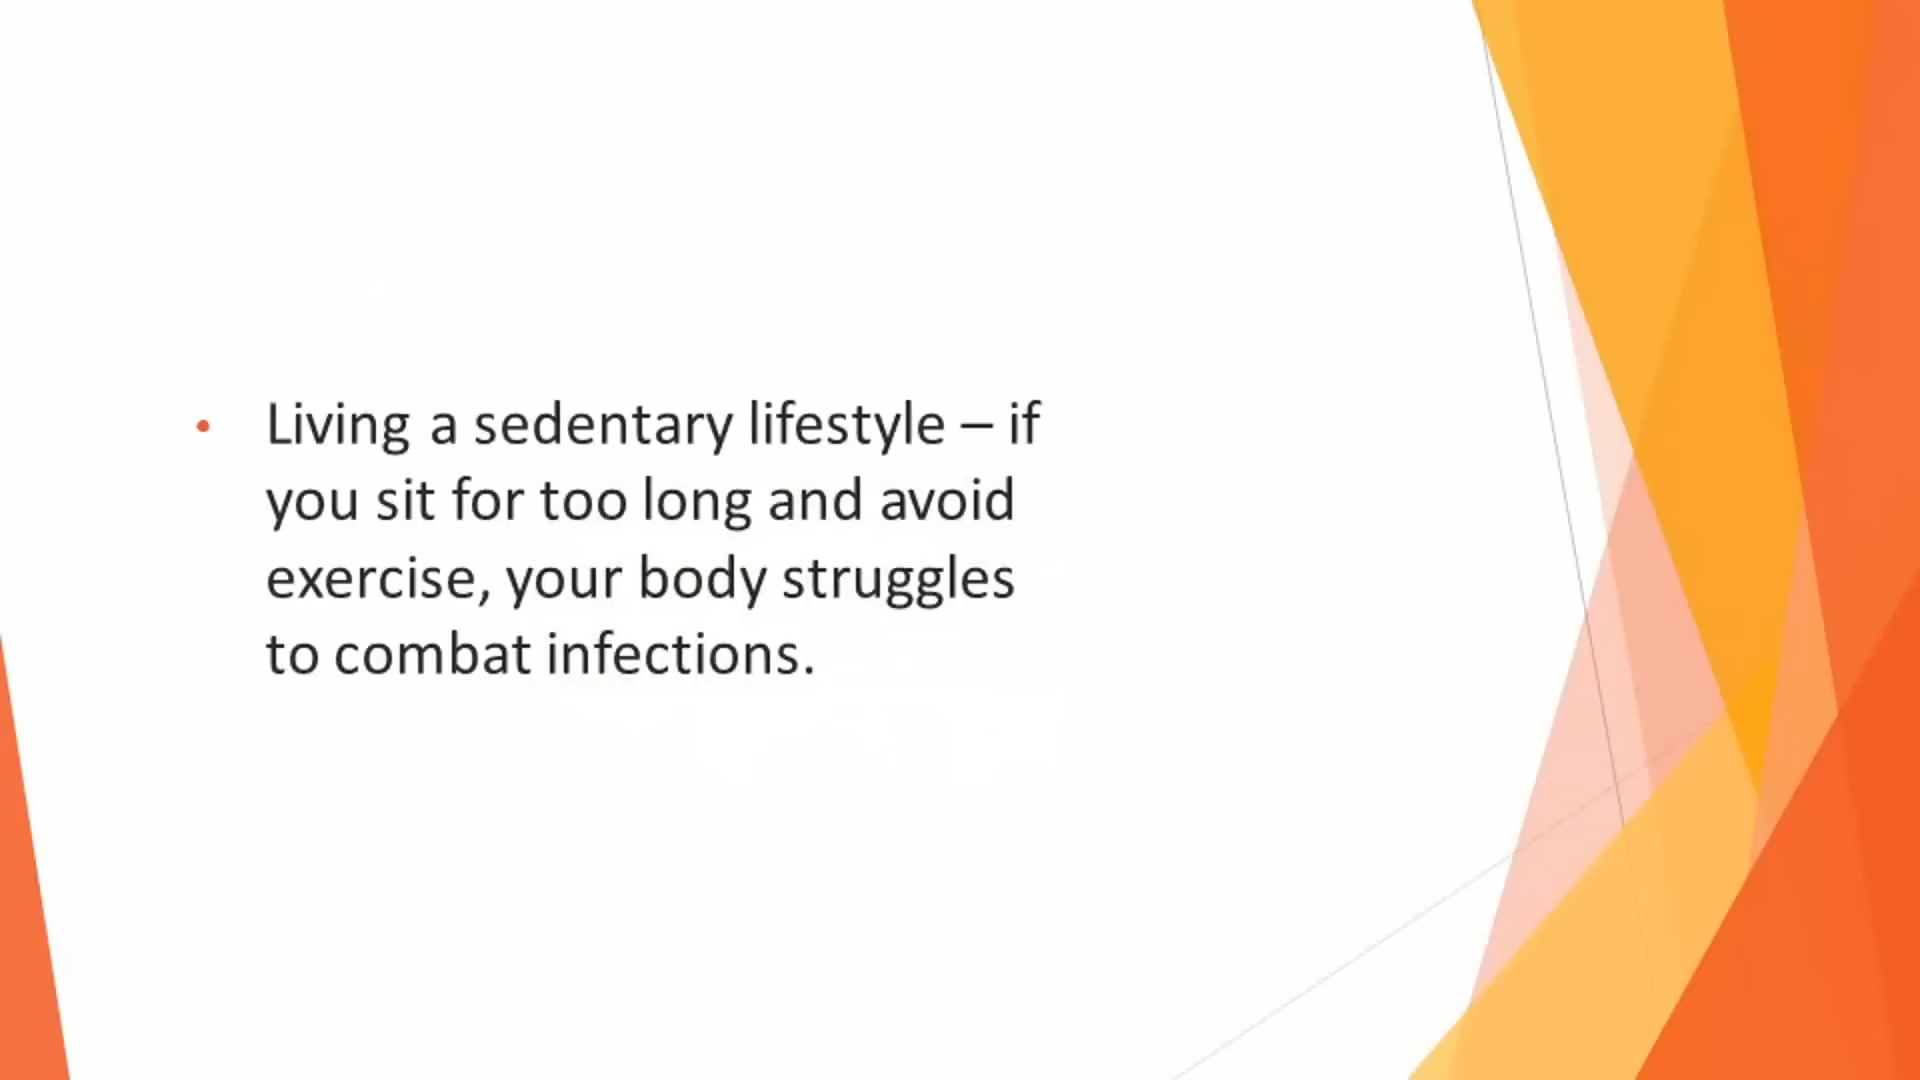 • Living a sedentary lifestyle – if
you sit for too long and avoid
exercise, your body struggles
to combat infections.